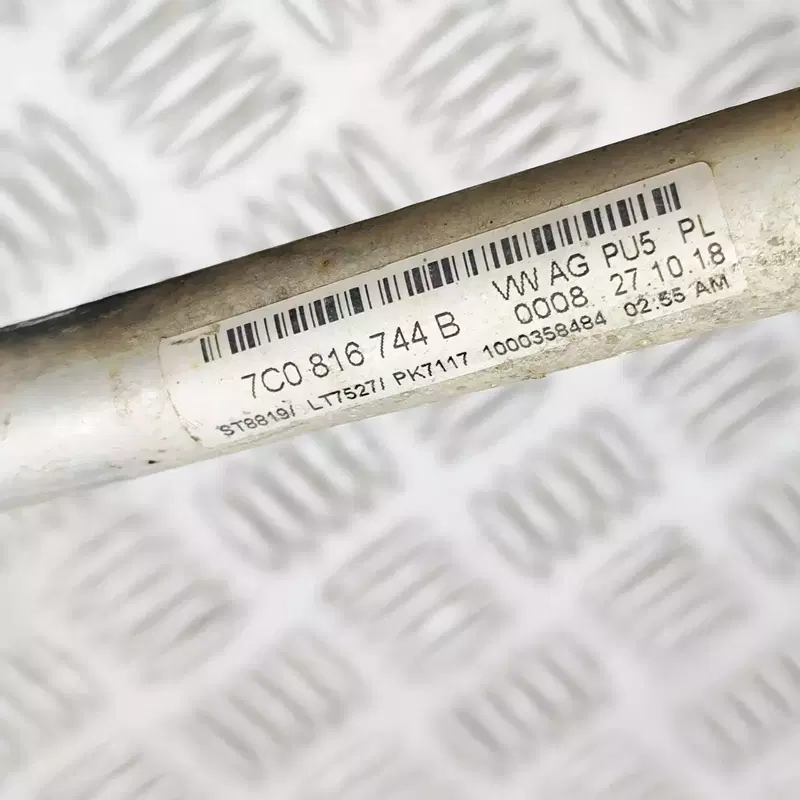 VW AG PU5 PL
7C0 816 744 B 0008 27.10.18
ST8819/ LT7527/ PK7117 1000358484 02:55 AM